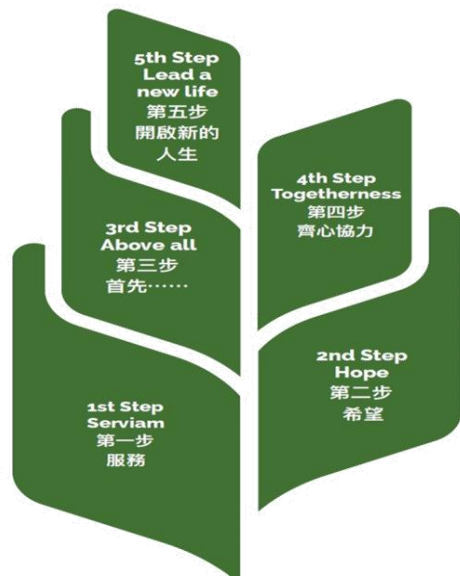 5th Step
Lead a
new life
第五步
開啟新的
人生
4th Step
Togetherness
第四步
齊心協力
3rd Step
Above all
第三步
首先⋯⋯
2nd Step
Hope
第二步
希望
1st Step
Serviam
第一步
服務